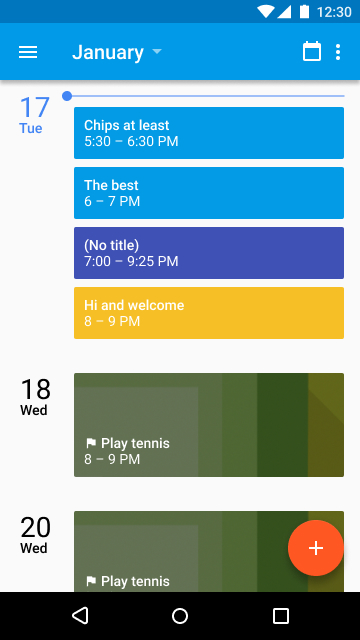 12:30
January
17
Tue
Chips at least
5:30 – 6:30 PM
The best
6 – 7 PM
(No title)
7:00 – 9:25 PM
Hi and welcome
8 – 9 PM
18
Wed
Play tennis
8 – 9 PM
20
Wed
Play tennis